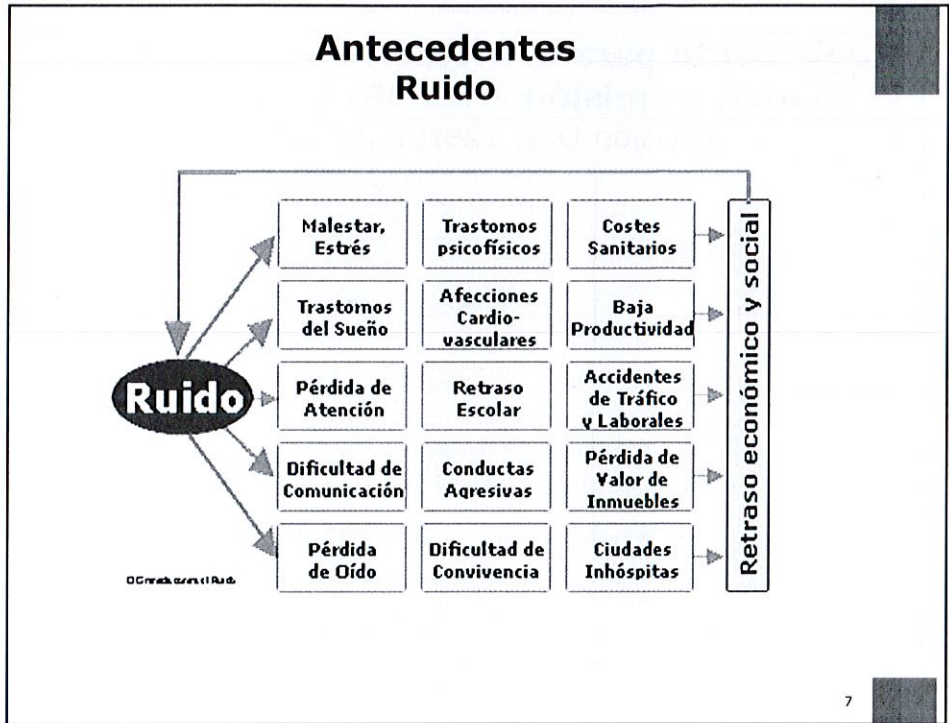 Antecedentes
Ruido
Malestar,
Estrés
Trastornos
psicofísicos
Costes
Sanitarios
Trastornos
del Sueño
Afecciones
Cardio-
vasculares
Baja
Productividad
Ruido
Pérdida de
Atención
Retraso
Escolar
Accidentes
de Tráfico
y Laborales
Dificultad de
Comunicación
Conductas
Agresivas
Pérdida de
Valor de
Inmuebles
Pérdida
de Oído
Dificultad de
Convivencia
Ciudades
Inhóspitas
Retraso económico y social
7